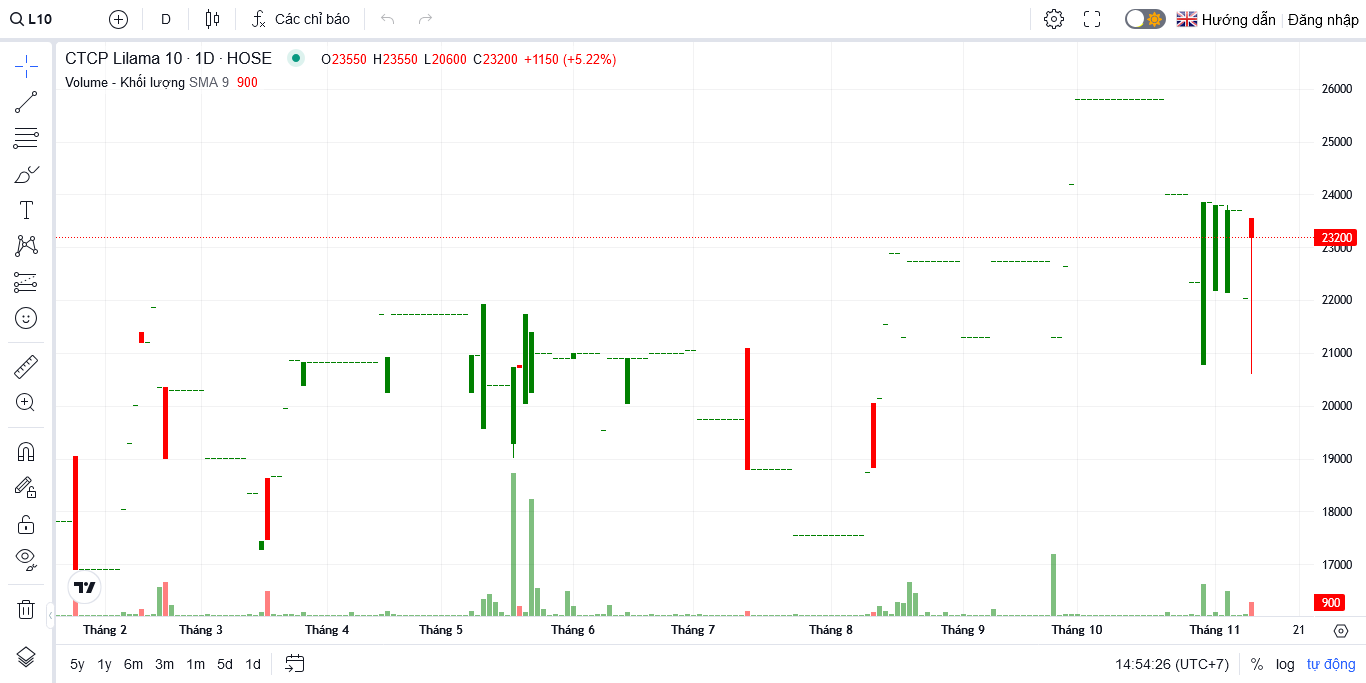 L10 D Các chỉ báo Hướng dẫn Đăng nhập
CTCP Lilama 10 · 1D · HOSE O23550 H23550 L20600 C23200 +1150 (+5.22%)
Volume - Khối lượng SMA 9 900
26000
25000
24000
23200
23000
22000
21000
20000
19000
18000
17000
900
Tháng 2 Tháng 3 Tháng 4 Tháng 5 Tháng 6 Tháng 7 Tháng 8 Tháng 9 Tháng 10 Tháng 11 21
5y 1y 6m 3m 1m 5d 1d 14:54:26 (UTC+7) % log tự động